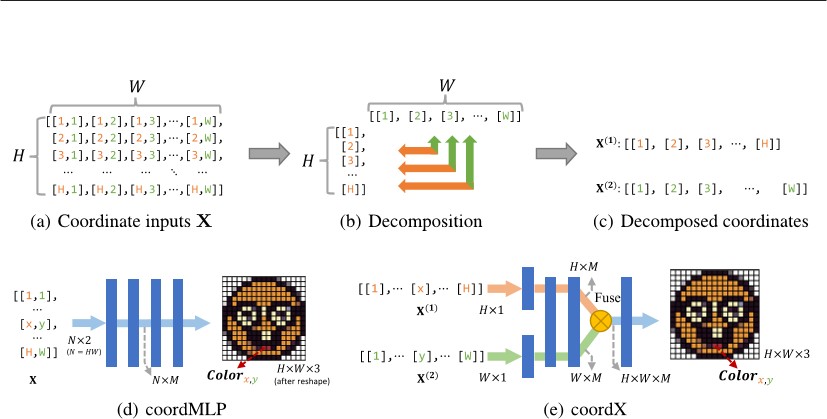 W
H
[[1,1],[1,2],[1,3],⋯,[1,W],
[2,1],[2,2],[2,3],⋯,[2,W],
[3,1],[3,2],[3,3],⋯,[3,W],
⋯ ⋯ ⋯ ⋱ ⋯
[H,1],[H,2],[H,3],⋯,[H,W]]
(a) Coordinate inputs X
W
[[1], [2], [3], ⋯, [W]]
H
[[1],
[2],
[3],
⋯
[H]]
(b) Decomposition
X(1): [[1], [2], [3], ⋯, [H]]
X(2): [[1], [2], [3], ⋯, [W]]
(c) Decomposed coordinates
[[1,1],
⋯
[x,y],
⋯
[H,W]]
X
N×2
(N = HW)
N×M
Colorx,y
H×W×3
(after reshape)
(d) coordMLP
[[1],⋯ [x],⋯ [H]]
X(1)
H×1
H×M
Fuse
[[1],⋯ [y],⋯ [W]]
X(2)
W×1
W×M
H×W×M
Colorx,y
H×W×3
(e) coordX